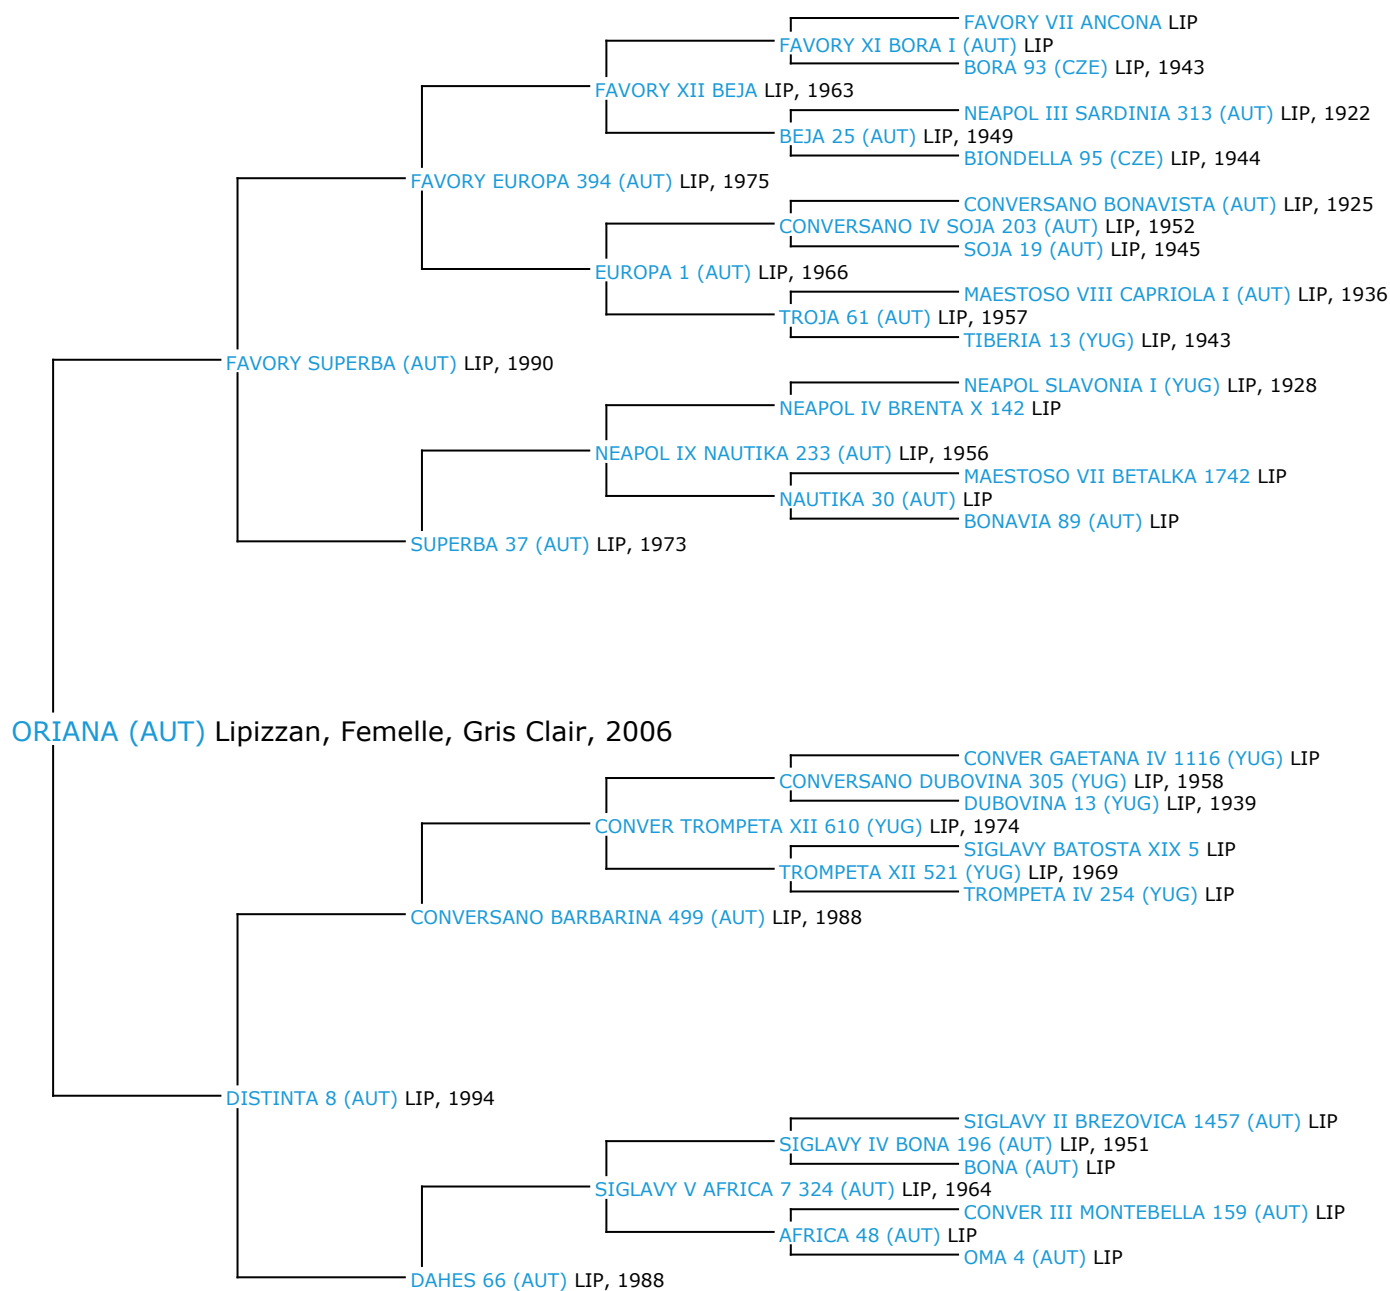 FAVORY VII ANCONA LIP
FAVORY XI BORA I (AUT) LIP
BORA 93 (CZE) LIP, 1943
FAVORY XII BEJA LIP, 1963
NEAPOL III SARDINIA 313 (AUT) LIP, 1922
BEJA 25 (AUT) LIP, 1949
BIONDELLA 95 (CZE) LIP, 1944
FAVORY EUROPA 394 (AUT) LIP, 1975
CONVERSANO BONAVISTA (AUT) LIP, 1925
CONVERSANO IV SOJA 203 (AUT) LIP, 1952
SOJA 19 (AUT) LIP, 1945
EUROPA 1 (AUT) LIP, 1966
MAESTOSO VIII CAPRIOLA I (AUT) LIP, 1936
TROJA 61 (AUT) LIP, 1957
TIBERIA 13 (YUG) LIP, 1943
FAVORY SUPERBA (AUT) LIP, 1990
NEAPOL SLAVONIA I (YUG) LIP, 1928
NEAPOL IV BRENTA X 142 LIP
NEAPOL IX NAUTIKA 233 (AUT) LIP, 1956
MAESTOSO VII BETALKA 1742 LIP
NAUTIKA 30 (AUT) LIP
BONAVIA 89 (AUT) LIP
SUPERBA 37 (AUT) LIP, 1973
ORIANA (AUT) Lipizzan, Femelle, Gris Clair, 2006
CONVER GAETANA IV 1116 (YUG) LIP
CONVERSANO DUBOVINA 305 (YUG) LIP, 1958
DUBOVINA 13 (YUG) LIP, 1939
CONVER TROMPETA XII 610 (YUG) LIP, 1974
SIGLAVY BATOSTA XIX 5 LIP
TROMPETA XII 521 (YUG) LIP, 1969
TROMPETA IV 254 (YUG) LIP
CONVERSANO BARBARINA 499 (AUT) LIP, 1988
DISTINTA 8 (AUT) LIP, 1994
SIGLAVY II BREZOVICA 1457 (AUT) LIP
SIGLAVY IV BONA 196 (AUT) LIP, 1951
BONA (AUT) LIP
SIGLAVY V AFRICA 7 324 (AUT) LIP, 1964
CONVER III MONTEBELLA 159 (AUT) LIP
AFRICA 48 (AUT) LIP
OMA 4 (AUT) LIP
DAHES 66 (AUT) LIP, 1988